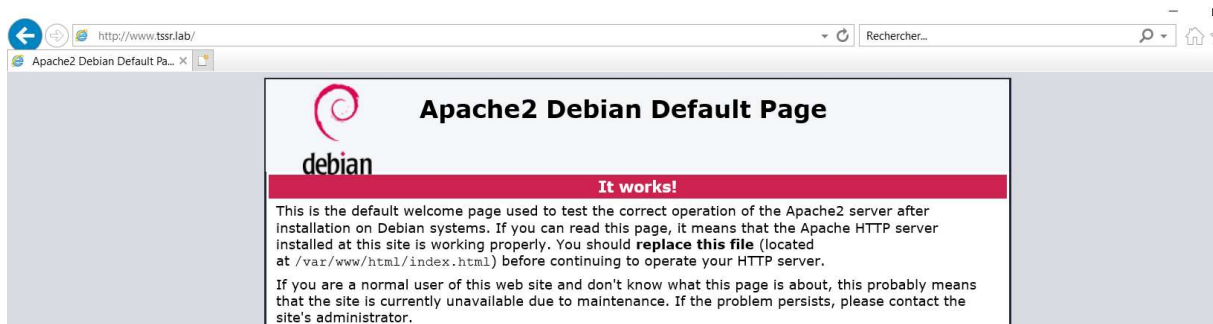 http://www.tssr.lab/
Rechercher...
Apache2 Debian Default Pa...
debian
Apache2 Debian Default Page
It works!
This is the default welcome page used to test the correct operation of the Apache2 server after
installation on Debian systems. If you can read this page, it means that the Apache HTTP server
installed at this site is working properly. You should replace this file (located
at /var/www/html/index.html) before continuing to operate your HTTP server.
If you are a normal user of this web site and don't know what this page is about, this probably means
that the site is currently unavailable due to maintenance. If the problem persists, please contact the
site's administrator.